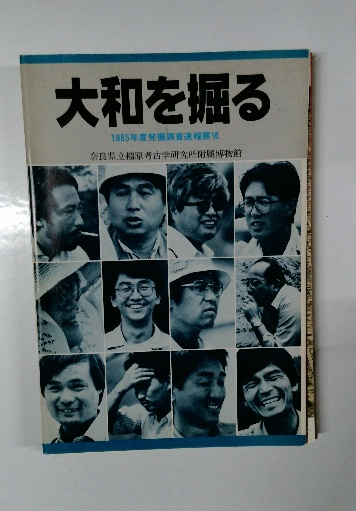 大和を掘る
1985年度発掘調査速報展Ⅵ
奈良県立橿原考古学研究所附属博物館